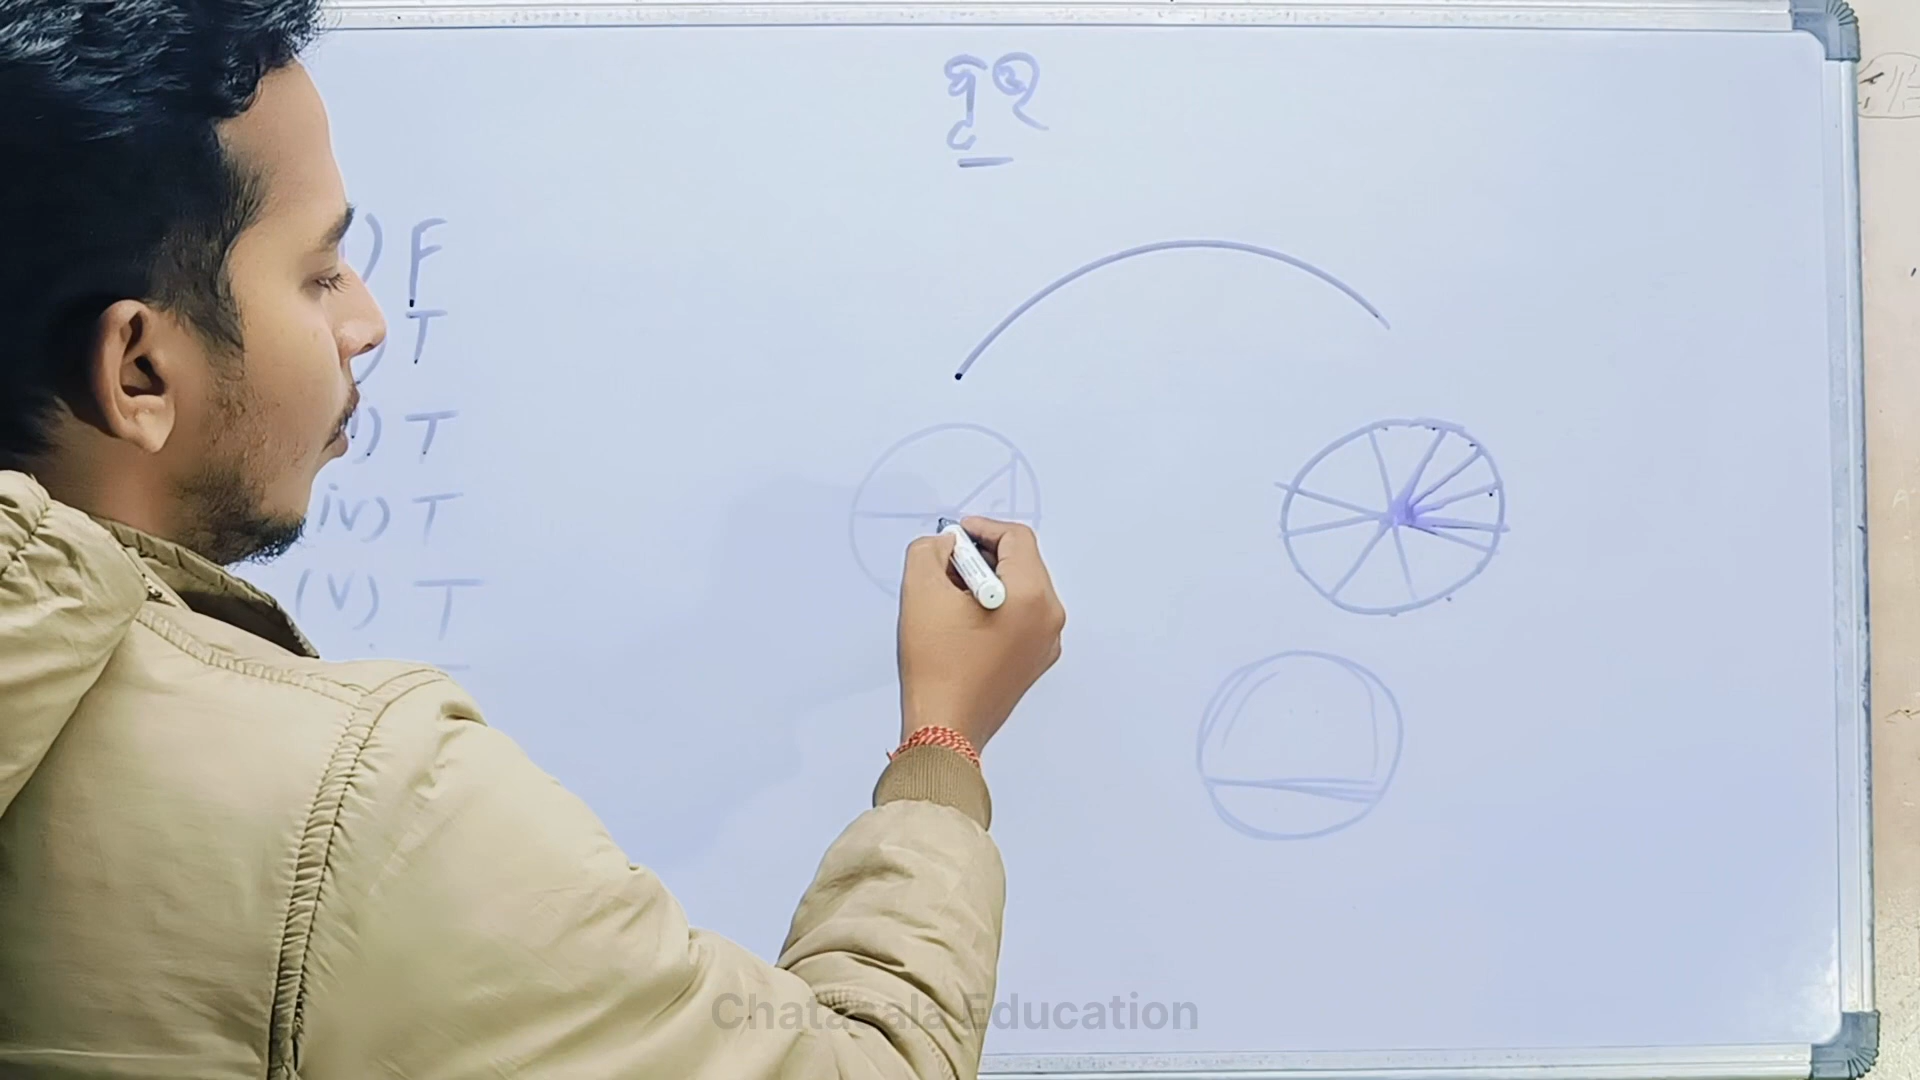 ବୃତ୍ତ
) F
) T
i) T
iv) T
(v) T
Chatasala Education